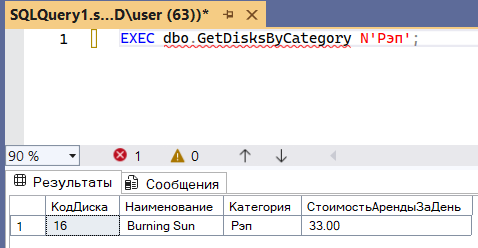 SQLQuery1.s...D\user (63))*
1 EXEC dbo.GetDisksByCategory N'Рэп';
90 % 1 0
Результаты Сообщения
КодДиска Наименование Категория СтоимостьАрендыЗаДень
1 16 Burning Sun Рэп 33.00